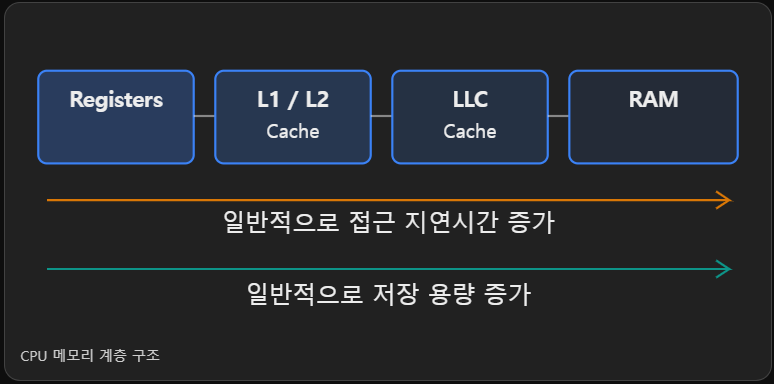 Registers
L1 / L2
Cache
LLC
Cache
RAM
일반적으로 접근 지연시간 증가
일반적으로 저장 용량 증가
CPU 메모리 계층 구조